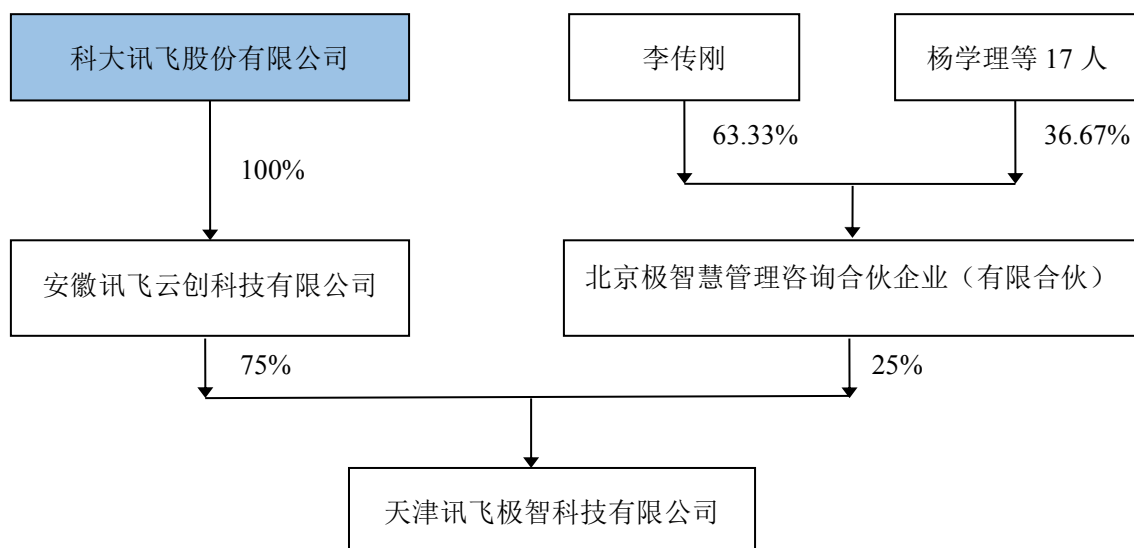 科大讯飞股份有限公司
李传刚
杨学理等 17 人
100%
63.33%
36.67%
安徽讯飞云创科技有限公司
北京极智慧管理咨询合伙企业（有限合伙）
75%
25%
天津讯飞极智科技有限公司